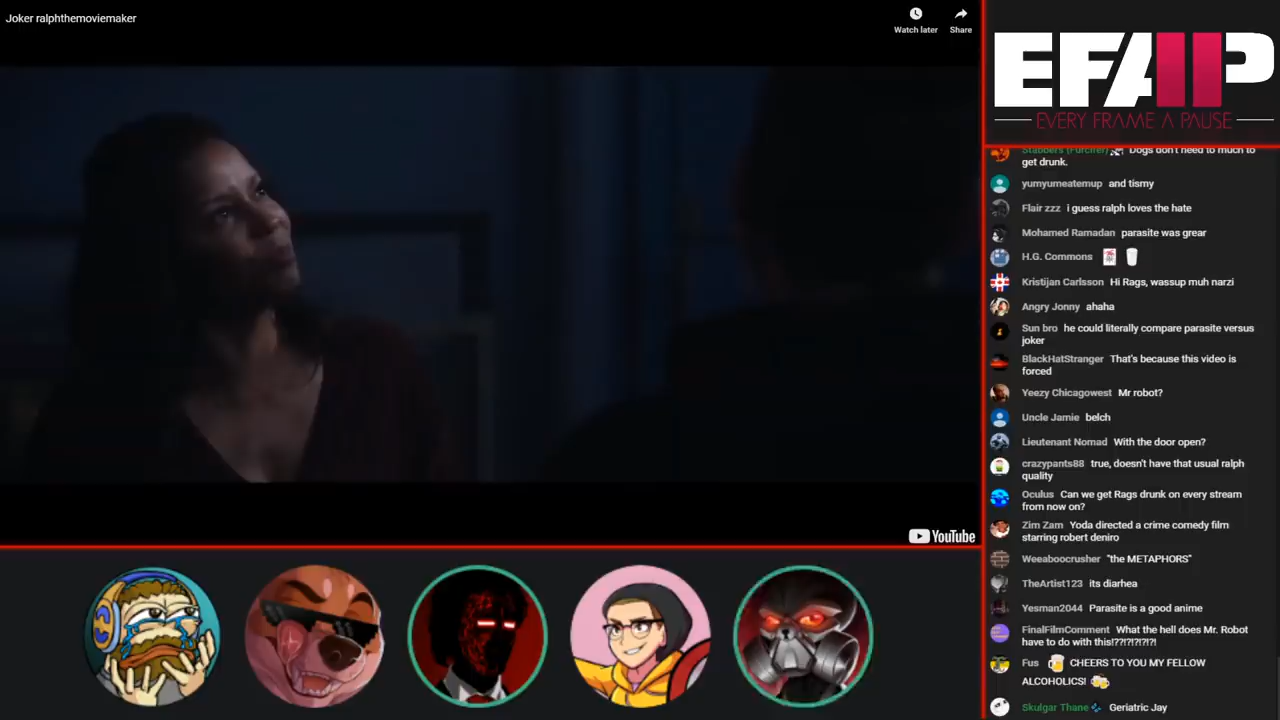 Joker ralphthemoviemaker
Watch later
Share
EFAP
EVERY FRAME A PAUSE
Stabbers (Furcifer) Dogs don't need to much to
get drunk.
yumyumeatemup and tismy
Flair zzz i guess ralph loves the hate
Mohamed Ramadan parasite was grear
H.G. Commons
Kristijan Carlsson Hi Rags, wassup muh narzi
Angry Jonny ahaha
Sun bro he could literally compare parasite versus
joker
BlackHatStranger That's because this video is
forced
Yeezy Chicagowest Mr robot?
Uncle Jamie belch
Lieutenant Nomad With the door open?
crazypants88 true, doesn't have that usual ralph
quality
Oculus Can we get Rags drunk on every stream
from now on?
Zim Zam Yoda directed a crime comedy film
starring robert deniro
Weeaboocrusher "the METAPHORS"
TheArtist123 its diarhea
Yesman2044 Parasite is a good anime
FinalFilmComment What the hell does Mr. Robot
have to do with this!?!?!?!?!
Fus CHEERS TO YOU MY FELLOW
ALCOHOLICS!
Skulgar Thane Geriatric Jay
YouTube